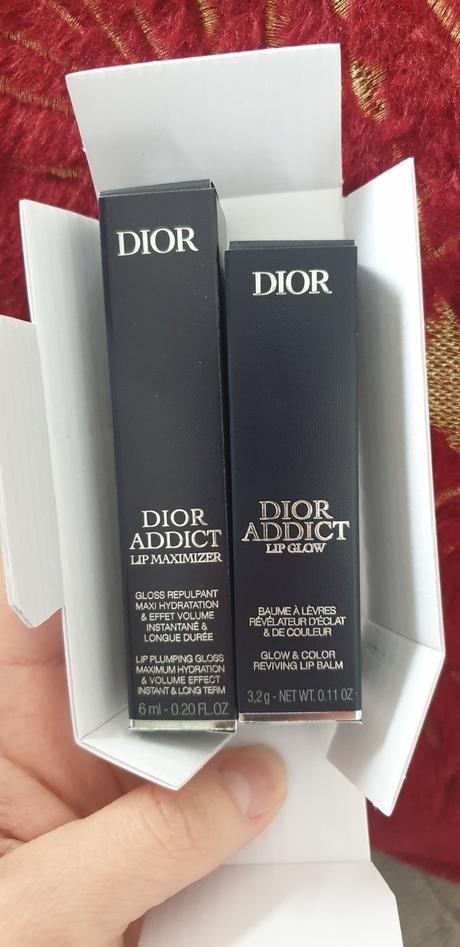 DIOR
DIOR
ADDICT
LIP MAXIMIZER
GLOSS REPULPANT
MAXI HYDRATATION
& EFFET VOLUME
INSTANTANÉ &
LONGUE DURÉE
LIP PLUMPING GLOSS
MAXIMUM HYDRATION
& VOLUME EFFECT
INSTANT & LONG TERM
6 ml - 0.20 FL.OZ
DIOR
DIOR
ADDICT
LIP GLOW
BAUME À LÈVRES
RÉVÉLATEUR D'ÉCLAT
& DE COULEUR
GLOW & COLOR
REVIVING LIP BALM
3,2 g - NET WT. 0.11 OZ